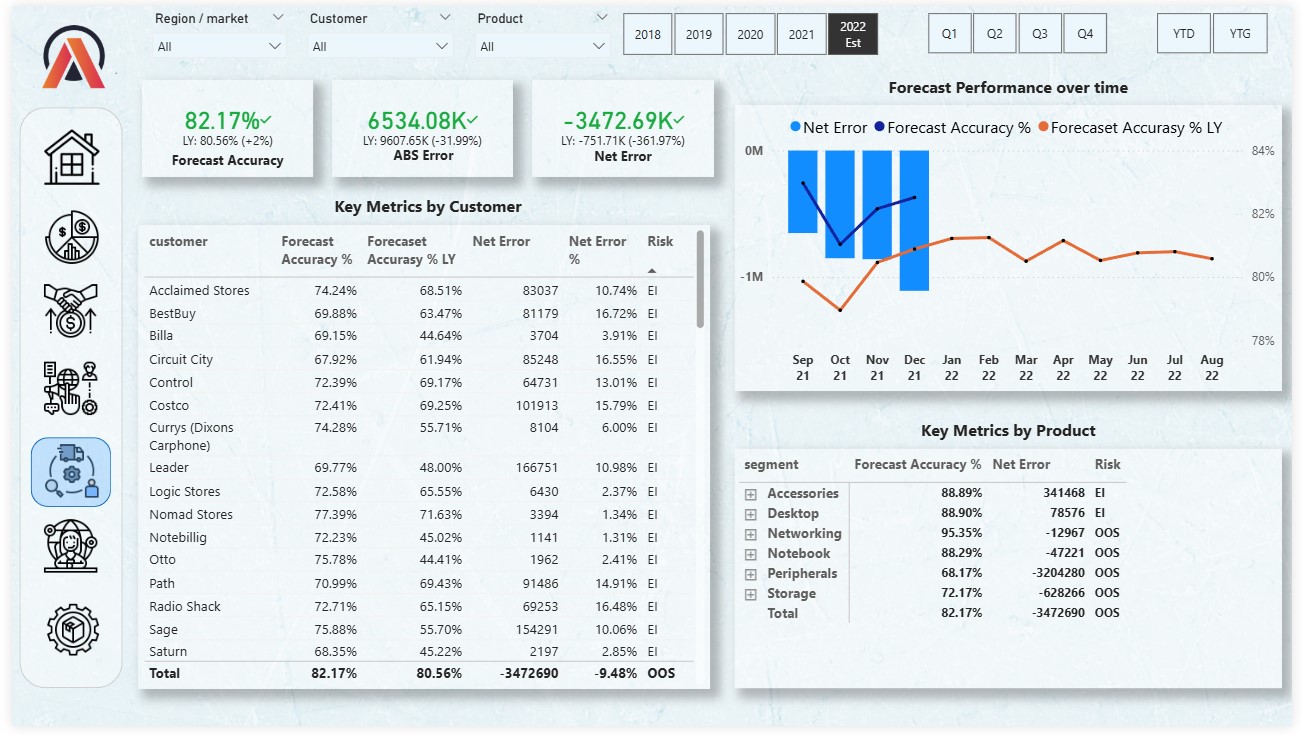 Region / market
Customer
Product
All
All
All
2018
2019
2020
2021
2022
Est
Q1
Q2
Q3
Q4
YTD
YTG
82.17%
LY: 80.56% (+2%)
Forecast Accuracy
6534.08K
LY: 9607.65K (-31.99%)
ABS Error
-3472.69K
LY: -751.71K (-361.97%)
Net Error
Key Metrics by Customer
customer Forecast Accuracy % Forecaset Accurasy % LY Net Error Net Error % Risk
Acclaimed Stores 74.24% 68.51% 83037 10.74% EI
BestBuy 69.88% 63.47% 81179 16.72% EI
Billa 69.15% 44.64% 3704 3.91% EI
Circuit City 67.92% 61.94% 85248 16.55% EI
Control 72.39% 69.17% 64731 13.01% EI
Costco 72.41% 69.25% 101913 15.79% EI
Currys (Dixons Carphone) 74.28% 55.71% 8104 6.00% EI
Leader 69.77% 48.00% 166751 10.98% EI
Logic Stores 72.58% 65.55% 6430 2.37% EI
Nomad Stores 77.39% 71.63% 3394 1.34% EI
Notebillig 72.23% 45.02% 1141 1.31% EI
Otto 75.78% 44.41% 1962 2.41% EI
Path 70.99% 69.43% 91486 14.91% EI
Radio Shack 72.71% 65.15% 69253 16.48% EI
Sage 75.88% 55.70% 154291 10.06% EI
Saturn 68.35% 45.22% 2197 2.85% EI
Total 82.17% 80.56% -3472690 -9.48% OOS
Forecast Performance over time
Net Error Forecast Accuracy % Forecaset Accurasy % LY
0M
-1M
84%
82%
80%
78%
Sep 21
Oct 21
Nov 21
Dec 21
Jan 22
Feb 22
Mar 22
Apr 22
May 22
Jun 22
Jul 22
Aug 22
Key Metrics by Product
segment Forecast Accuracy % Net Error Risk
Accessories 88.89% 341468 EI
Desktop 88.90% 78576 EI
Networking 95.35% -12967 OOS
Notebook 88.29% -47221 OOS
Peripherals 68.17% -3204280 OOS
Storage 72.17% -628266 OOS
Total 82.17% -3472690 OOS